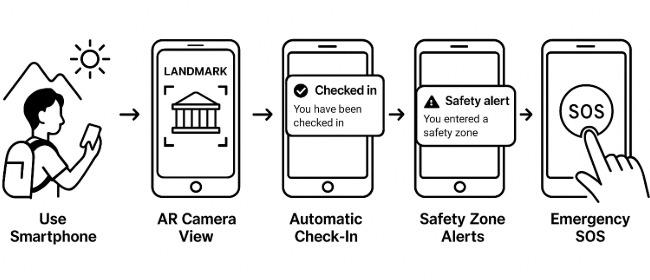 LANDMARK
Checked in
You have been
checked in
Safety alert
You entered a
safety zone
SOS
Use
Smartphone
AR Camera
View
Automatic
Check-In
Safety Zone
Alerts
Emergency
SOS